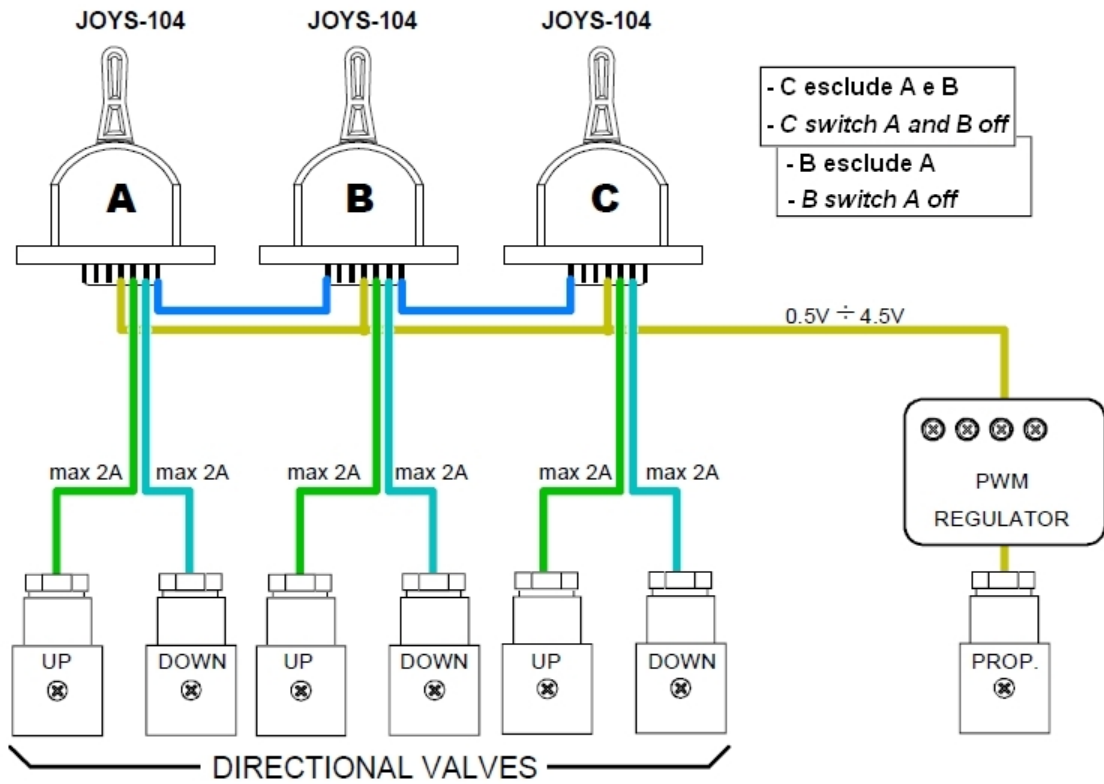 JOYS-104
JOYS-104
JOYS-104
- C esclude A e B
- C switch A and B off
- B esclude A
- B switch A off
A
B
C
0.5V ÷ 4.5V
max 2A
max 2A
max 2A
max 2A
max 2A
max 2A
PWM
REGULATOR
UP
DOWN
UP
DOWN
UP
DOWN
PROP.
DIRECTIONAL VALVES